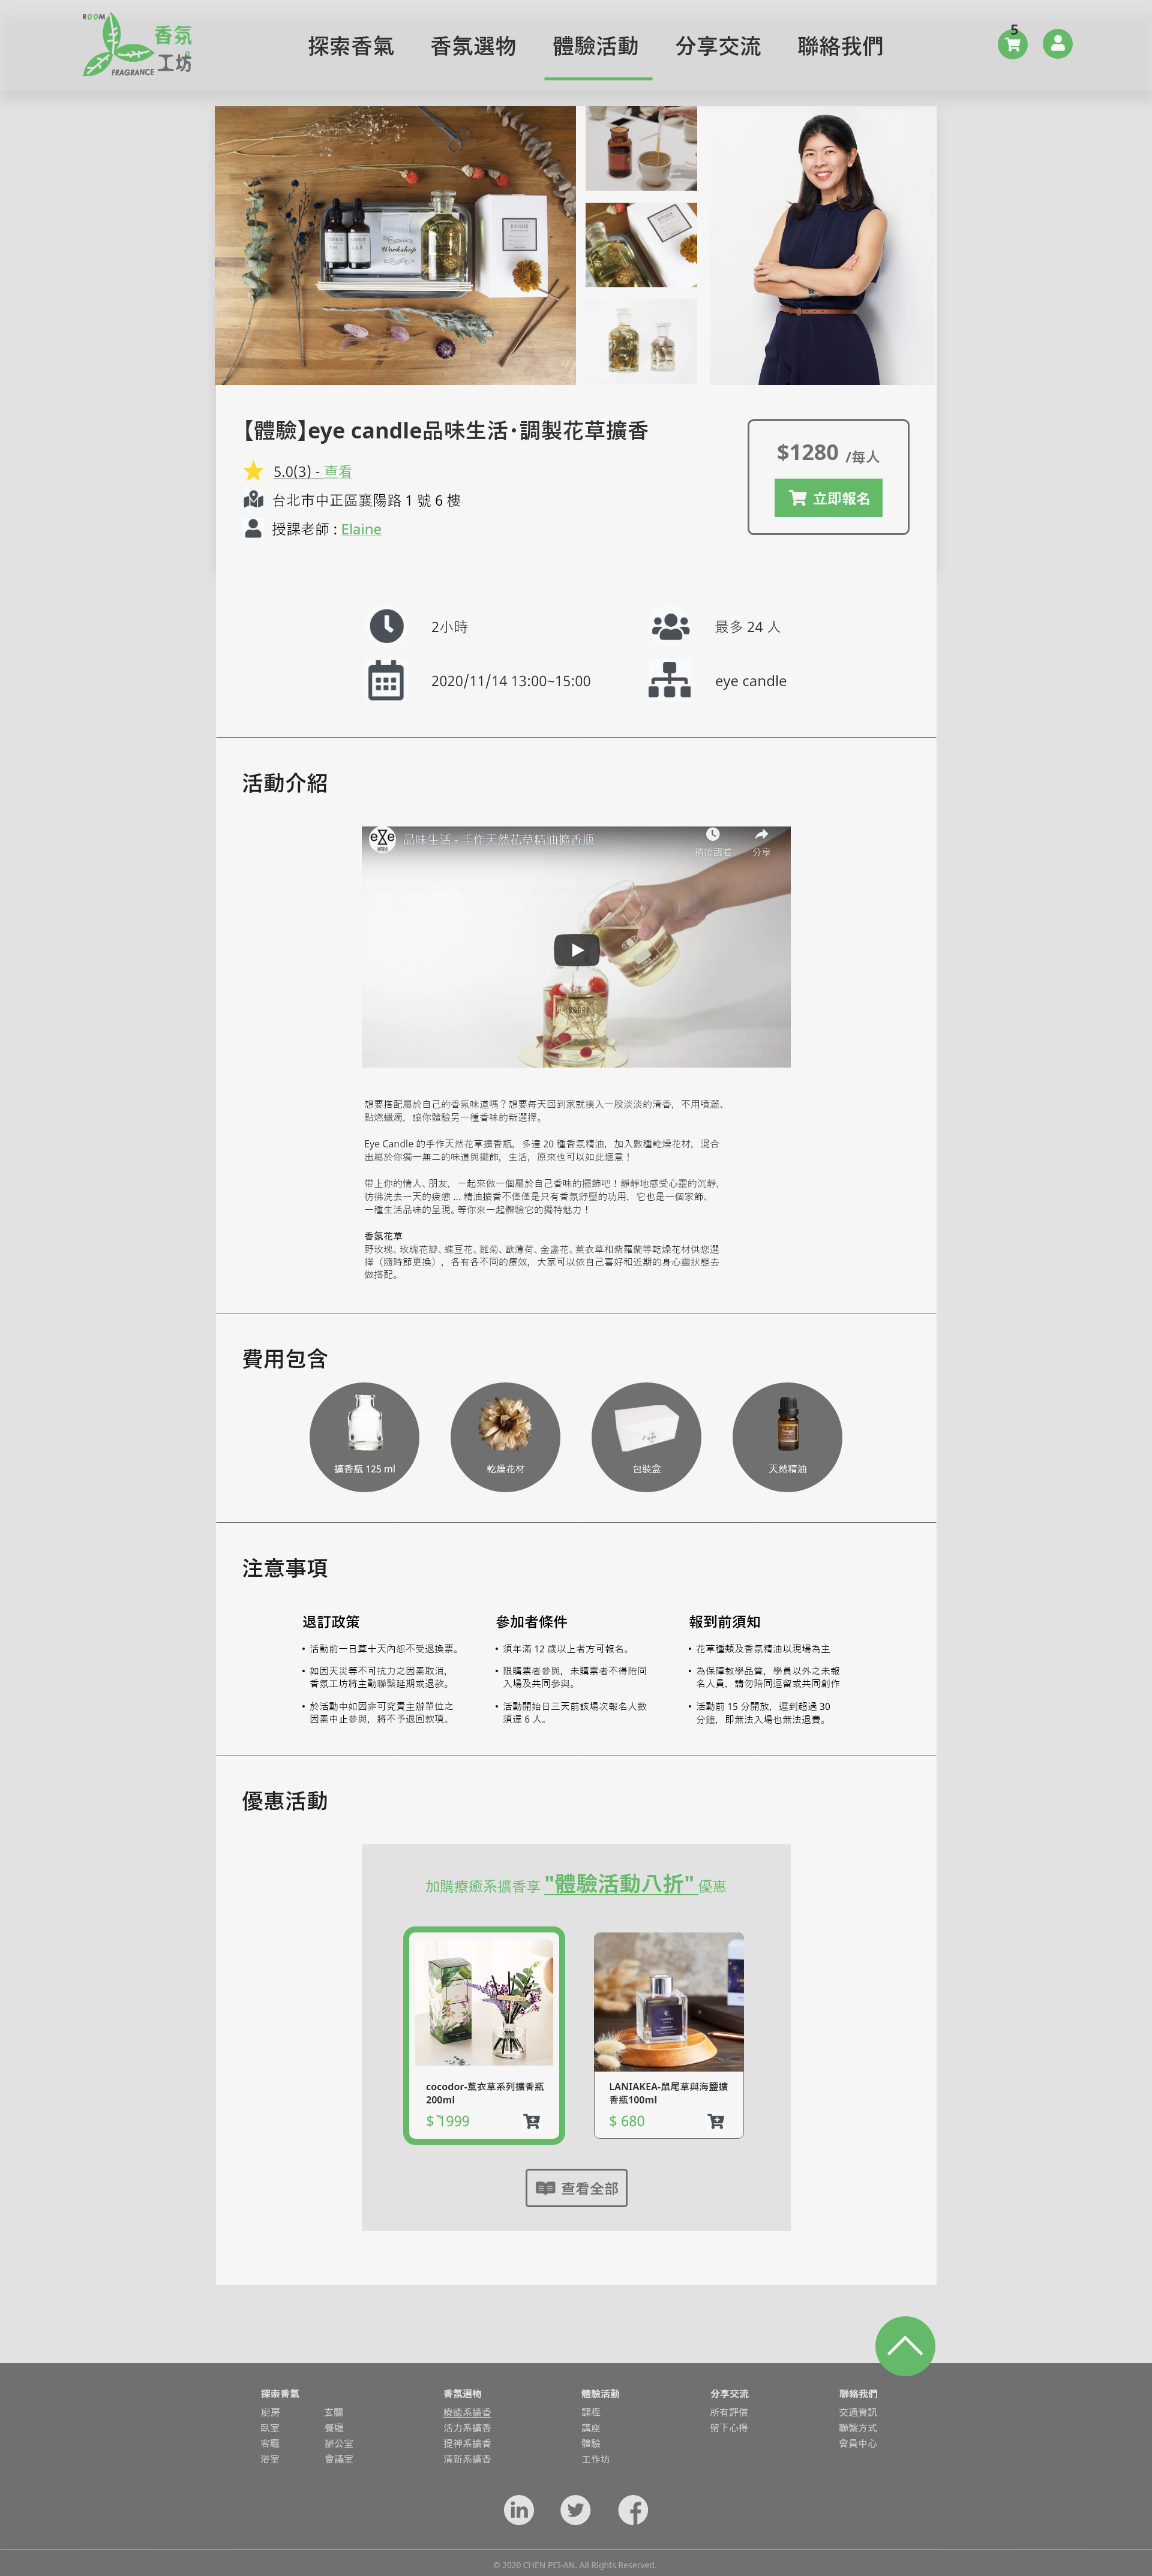 ROOM
香氛
工坊
FRAGRANCE
探索香氣
香氛選物
體驗活動
分享交流
聯絡我們
5
Workshop
【體驗】eye candle品味生活･調製花草擴香
$1280 /每人
5.0(3) - 查看
立即報名
台北市中正區襄陽路 1 號 6 樓
授課老師 : Elaine
2小時
最多 24 人
2020/11/14 13:00~15:00
eye candle
活動介紹
eye
品味生活 - 手作天然花草精油擴香瓶
稍後觀看
分享
想要搭配屬於自己的香氛味道嗎？想要每天回到家就撲入一股淡淡的清香，不用噴灑、
點燃蠟燭，讓你體驗另一種香味的新選擇。
Eye Candle 的手作天然花草擴香瓶，多達 20 種香氛精油，加入數種乾燥花材，混合
出屬於你獨一無二的味道與擺飾，生活，原來也可以如此愜意！
帶上你的情人、朋友，一起來做一個屬於自己香味的擺飾吧！靜靜地感受心靈的沉靜，
彷彿洗去一天的疲憊 ... 精油擴香不僅僅是只有香氛舒壓的功用，它也是一個家飾、
一種生活品味的呈現。等你來一起體驗它的獨特魅力！
香氛花草
野玫瑰、玫瑰花瓣、蝶豆花、雛菊、歐薄荷、金盞花、薰衣草和紫羅蘭等乾燥花材供您選
擇（隨時節更換），各有各不同的療效，大家可以依自己喜好和近期的身心靈狀態去
做搭配。
費用包含
擴香瓶 125 ml
乾燥花材
包裝盒
天然精油
注意事項
退訂政策
• 活動前一日算十天內恕不受退換票。
• 如因天災等不可抗力之因素取消，
香氛工坊將主動聯繫延期或退款。
• 於活動中如因非可究責主辦單位之
因素中止參與，將不予退回款項。
參加者條件
• 須年滿 12 歲以上者方可報名。
• 限購票者參與，未購票者不得陪同
入場及共同參與。
• 活動開始日三天前該場次報名人數
須達 6 人。
報到前須知
• 花草種類及香氛精油以現場為主
• 為保障教學品質，學員以外之未報
名人員，請勿陪同逗留或共同創作
• 活動前 15 分開放，遲到超過 30
分鐘，即無法入場也無法退費。
優惠活動
加購療癒系擴香享 "體驗活動八折" 優惠
cocodor-薰衣草系列擴香瓶
200ml
$ 1999
LANIAKEA-鼠尾草與海鹽擴
香瓶100ml
$ 680
查看全部
探索香氣
廚房
玄關
臥室
餐廳
客廳
辦公室
浴室
會議室
香氛選物
療癒系擴香
活力系擴香
提神系擴香
清新系擴香
體驗活動
課程
講座
體驗
工作坊
分享交流
所有評價
留下心得
聯絡我們
交通資訊
聯繫方式
會員中心
© 2020 CHEN PEI-AN. All Rights Reserved.